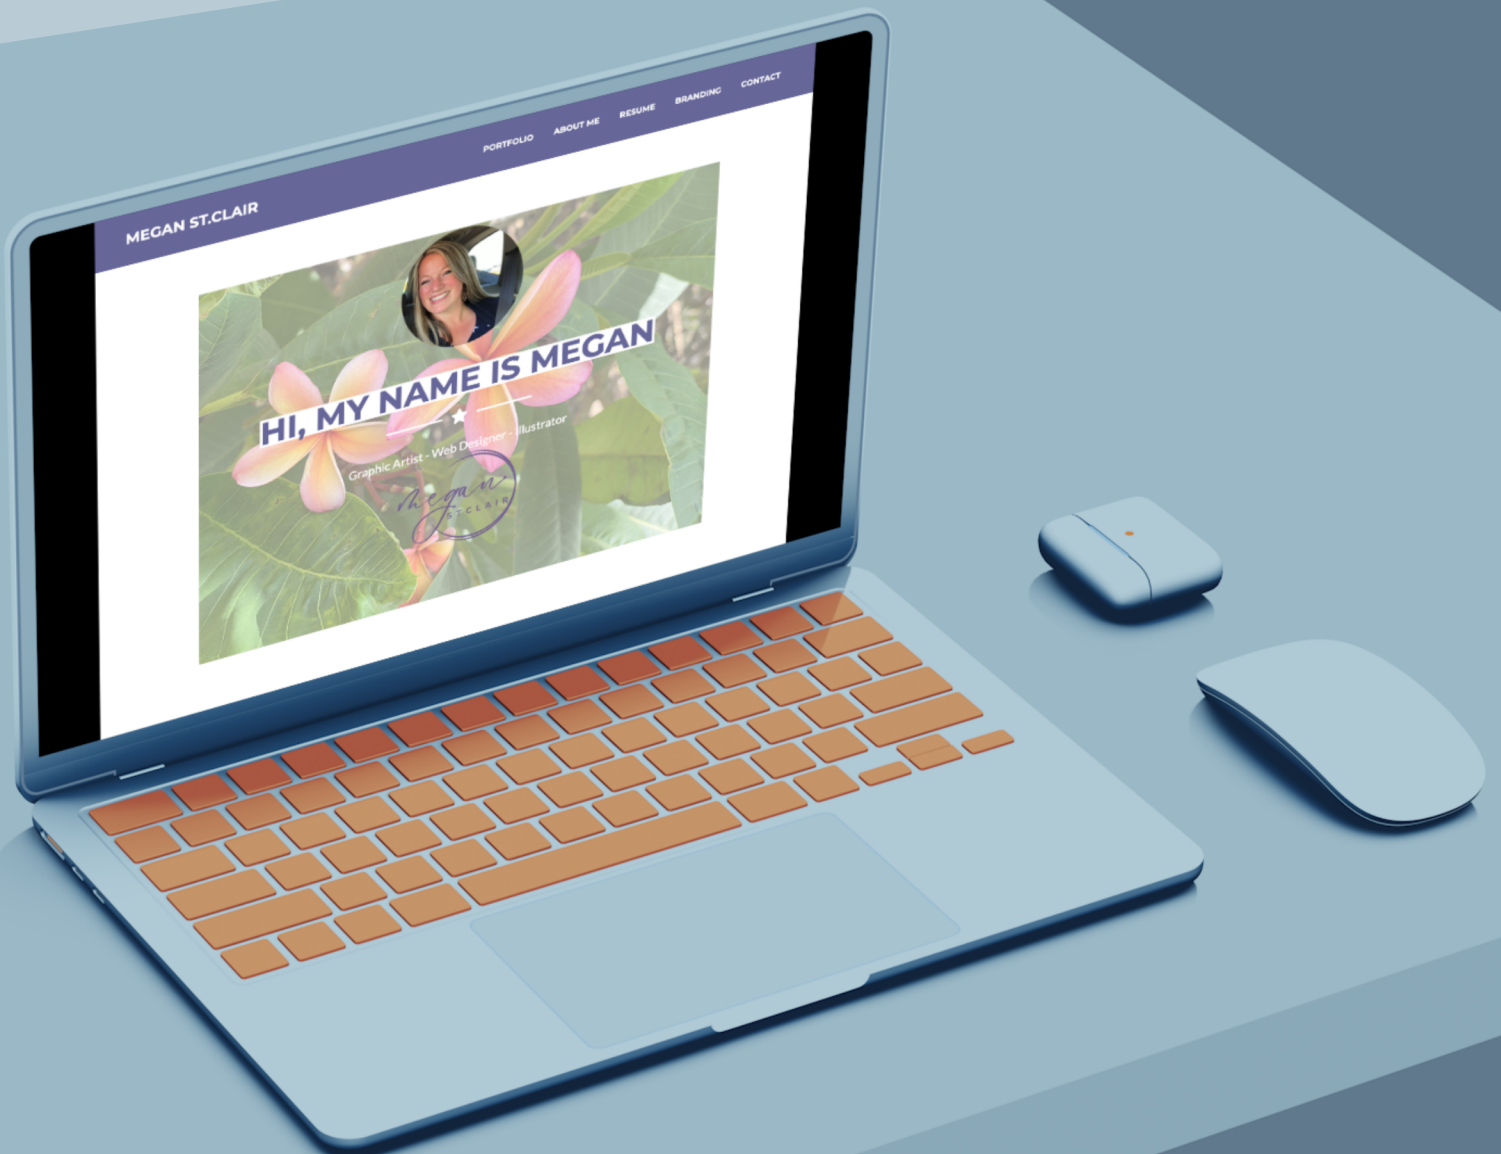 MEGAN ST.CLAIR
PORTFOLIO ABOUT ME RESUME BRANDING CONTACT
HI, MY NAME IS MEGAN
Graphic Artist - Web Designer - Illustrator
megan
ST CLAIR